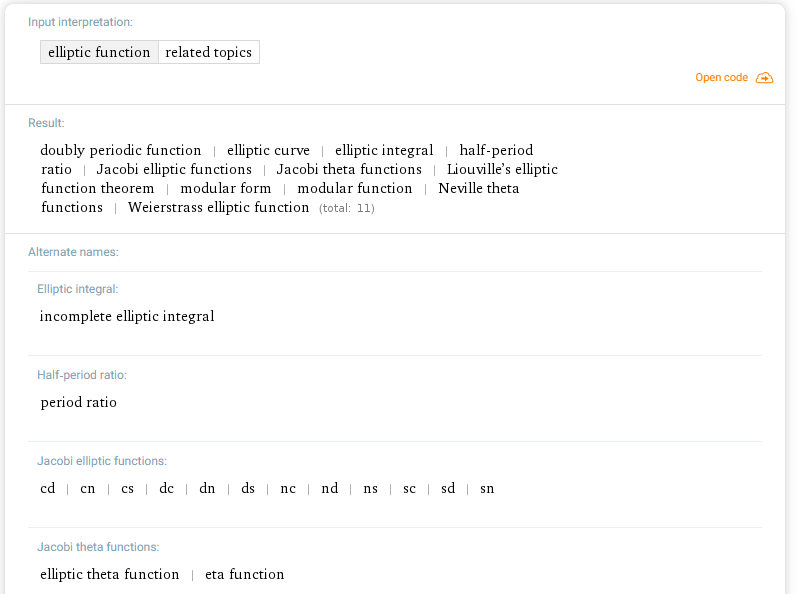 Input interpretation:
elliptic function related topics
Open code
Result:
doubly periodic function | elliptic curve | elliptic integral | half-period
ratio | Jacobi elliptic functions | Jacobi theta functions | Liouville's elliptic
function theorem | modular form | modular function | Neville theta
functions | Weierstrass elliptic function (total: 11)
Alternate names:
Elliptic integral:
incomplete elliptic integral
Half-period ratio:
period ratio
Jacobi elliptic functions:
cd | cn | cs | dc | dn | ds | nc | nd | ns | sc | sd | sn
Jacobi theta functions:
elliptic theta function | eta function